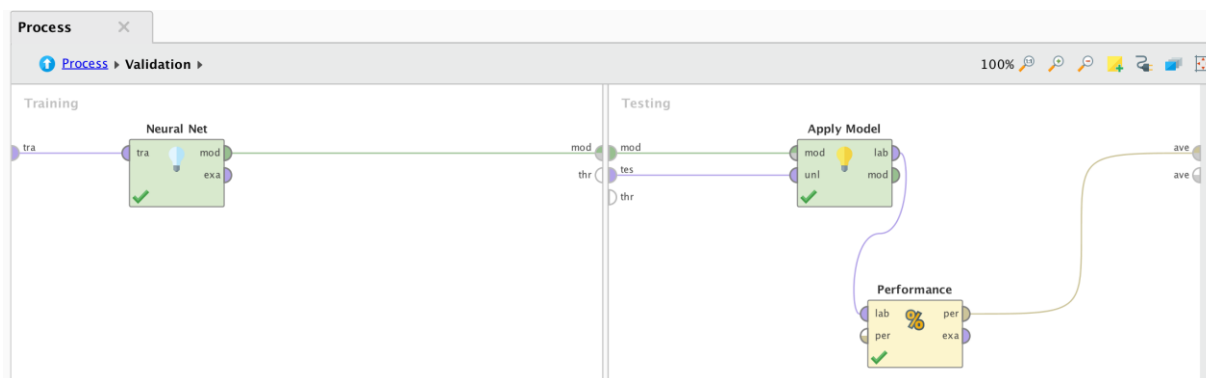 Process
Process ▸ Validation ▸
100%
Training
Testing
Neural Net
Apply Model
tra
tra
mod
mod
mod
mod
lab
ave
exa
thr
tes
unl
mod
ave
thr
Performance
lab
%
per
per
exa